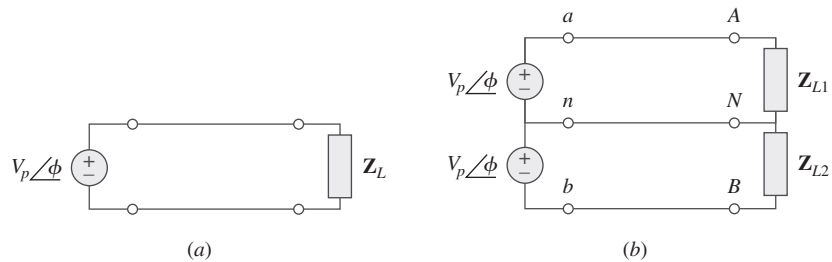 V_p∠ϕ
+
−
Z_L
(a)
a
A
V_p∠ϕ
+
−
Z_L1
n
N
V_p∠ϕ
+
−
Z_L2
b
B
(b)